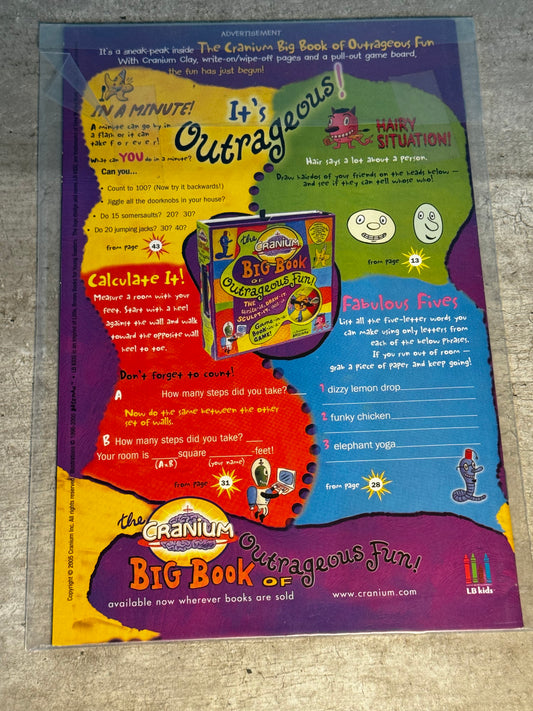 ADVERTISEMENT
It's a sneak-peak inside The Cranium Big Book of Outrageous Fun
With Cranium Clay, write-on/wipe-off pages and a pull-out game board,
the fun has just begun!
It's
Outrageous!
IN A MINUTE!
A minute can go by in
a flash or it can
take f o r e v e r!
What can YOU do in a minute?
Can you...
• Count to 100? (Now try it backwards!)
• Jiggle all the doorknobs in your house?
• Do 15 somersaults? 20? 30?
• Do 20 jumping jacks? 30? 40?
from page 43
HAIRY
SITUATION!
Hair says a lot about a person.
Draw hairdos of your friends on the heads below —
and see if they can tell whose who!
from page 13
The
CRANIUM
BIG BOOK
OF
Outrageous Fun!
Calculate It!
Measure a room with your
feet. Start with a heel
against the wall and walk
toward the opposite wall
heel to toe.
Don't forget to count!
A How many steps did you take? ___
Now do the same between the other
set of walls.
B How many steps did you take? ___
Your room is ____square ______-feet!
(AxB) (your name)
from page 31
Fabulous Fives
List all the five-letter words you
can make using only letters from
each of the below phrases.
If you run out of room —
grab a piece of paper and keep going!
1 dizzy lemon drop
2 funky chicken
3 elephant yoga
from page 28
the
CRANIUM
BIG BOOK OF Outrageous Fun!
available now wherever books are sold
www.cranium.com
LB kids
Copyright © 2005 Cranium Inc. All rights reserved.